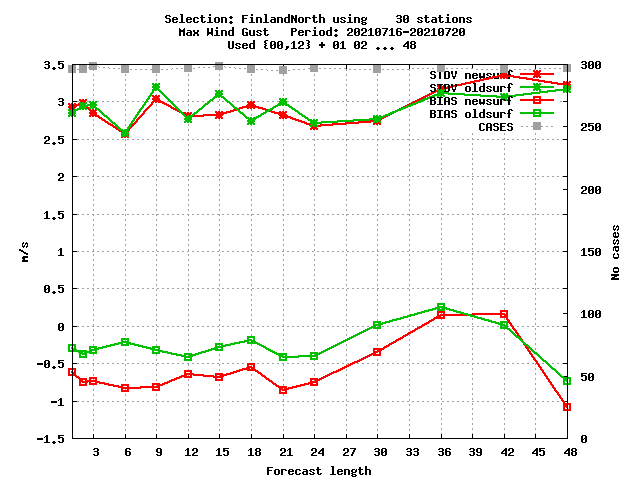 Selection: FinlandNorth using    30 stations
Max Wind Gust   Period: 20210716-20210720
Used {00,12} + 01 02 ... 48
STDV newsurf
STDV oldsurf
BIAS newsurf
BIAS oldsurf
CASES
3.5
3
2.5
2
1.5
1
0.5
0
-0.5
-1
-1.5
m/s
300
250
200
150
100
50
0
No cases
3 6 9 12 15 18 21 24 27 30 33 36 39 42 45 48
Forecast length